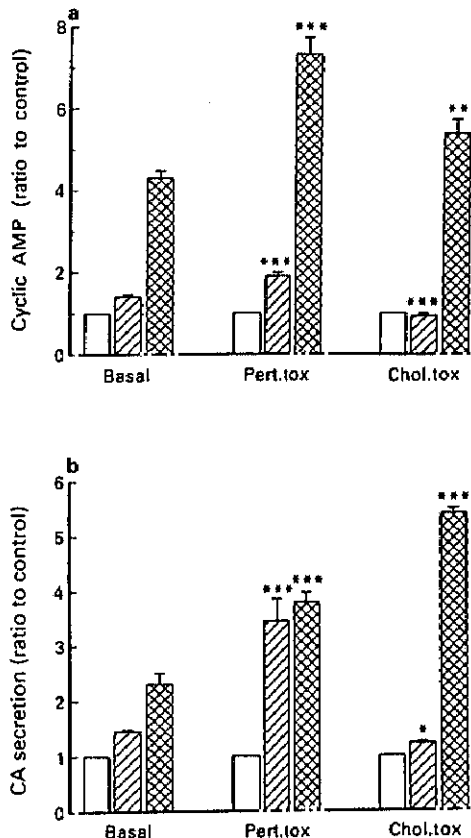 a
Cyclic AMP (ratio to control)
8
6
4
2
0
***
***
***
**
Basal
Pert.tox
Chol.tox
b
CA secretion (ratio to control)
6
5
4
3
2
1
0
***
***
*
***
Basal
Pert.tox
Chol.tox